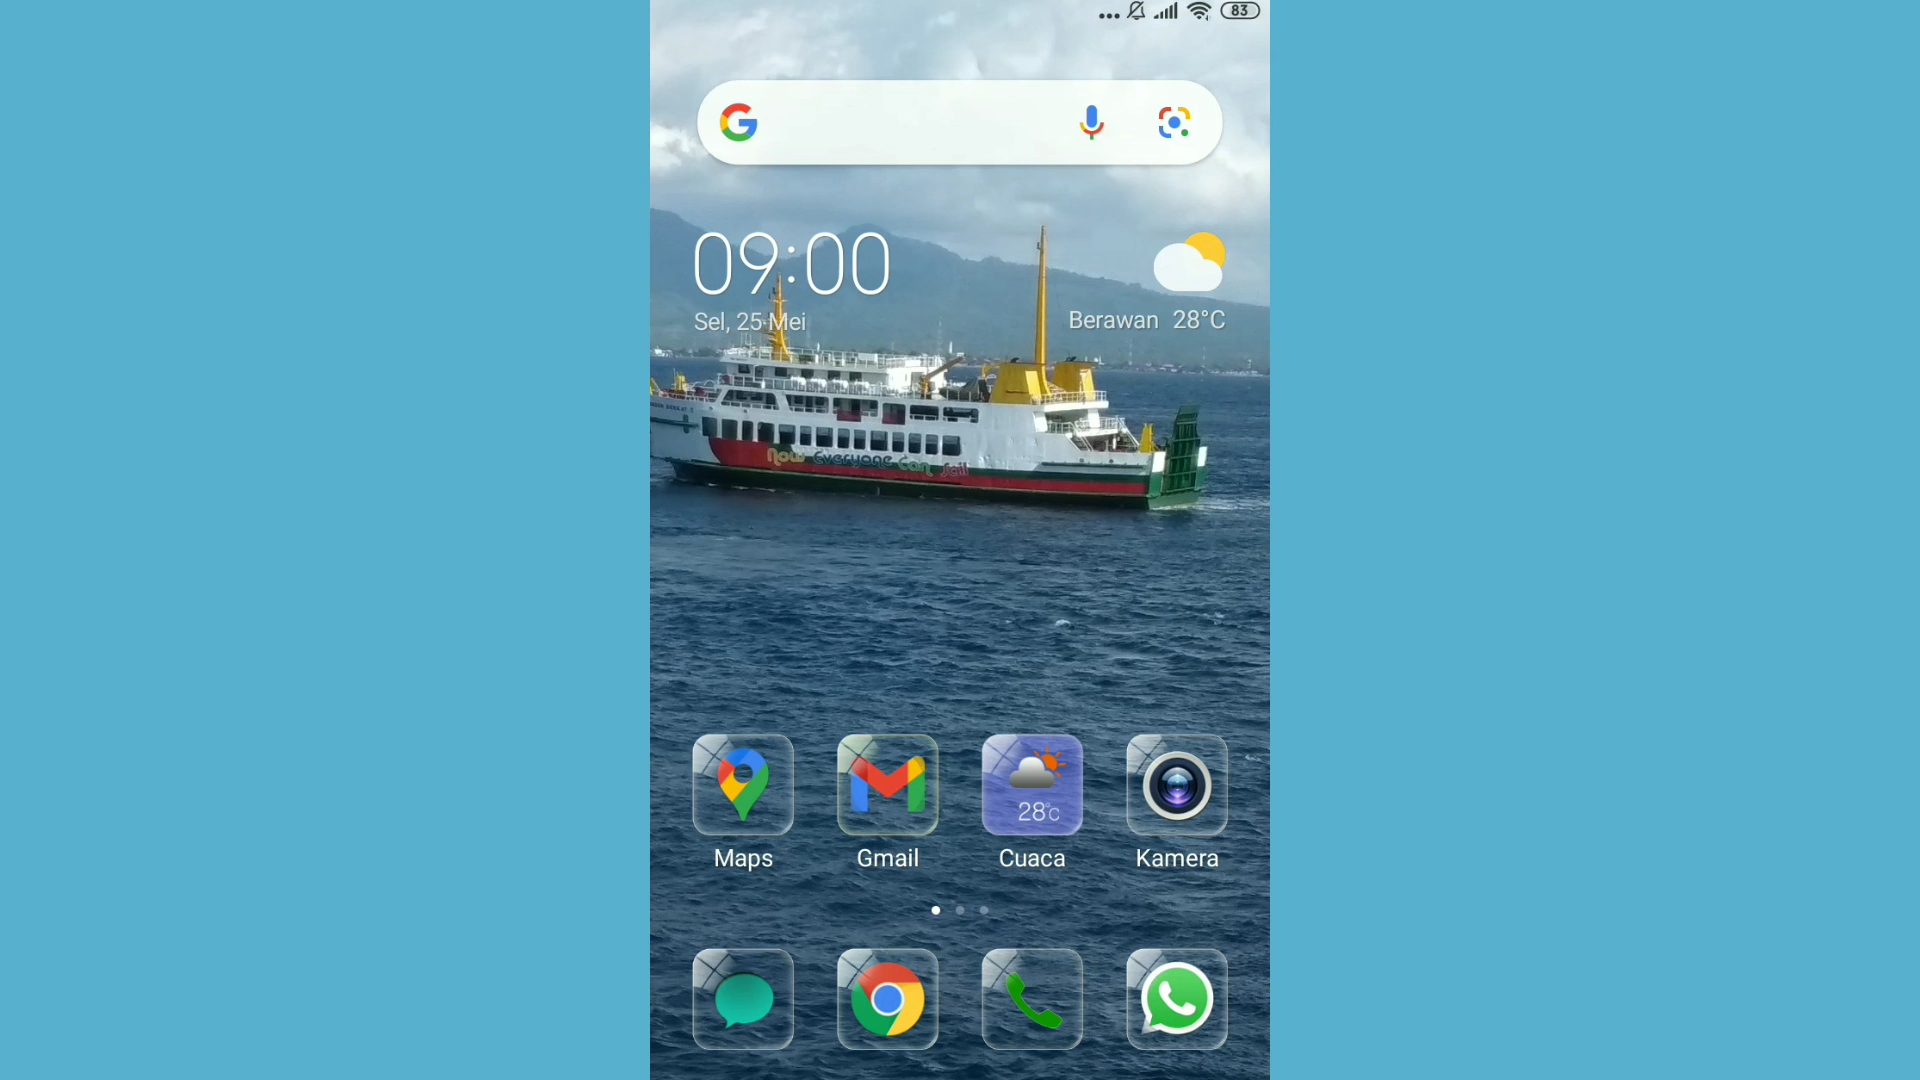 83
09:00
Sel, 25 Mei
Berawan 28°C
Now Everyone Can Sail
28°C
Maps
Gmail
Cuaca
Kamera